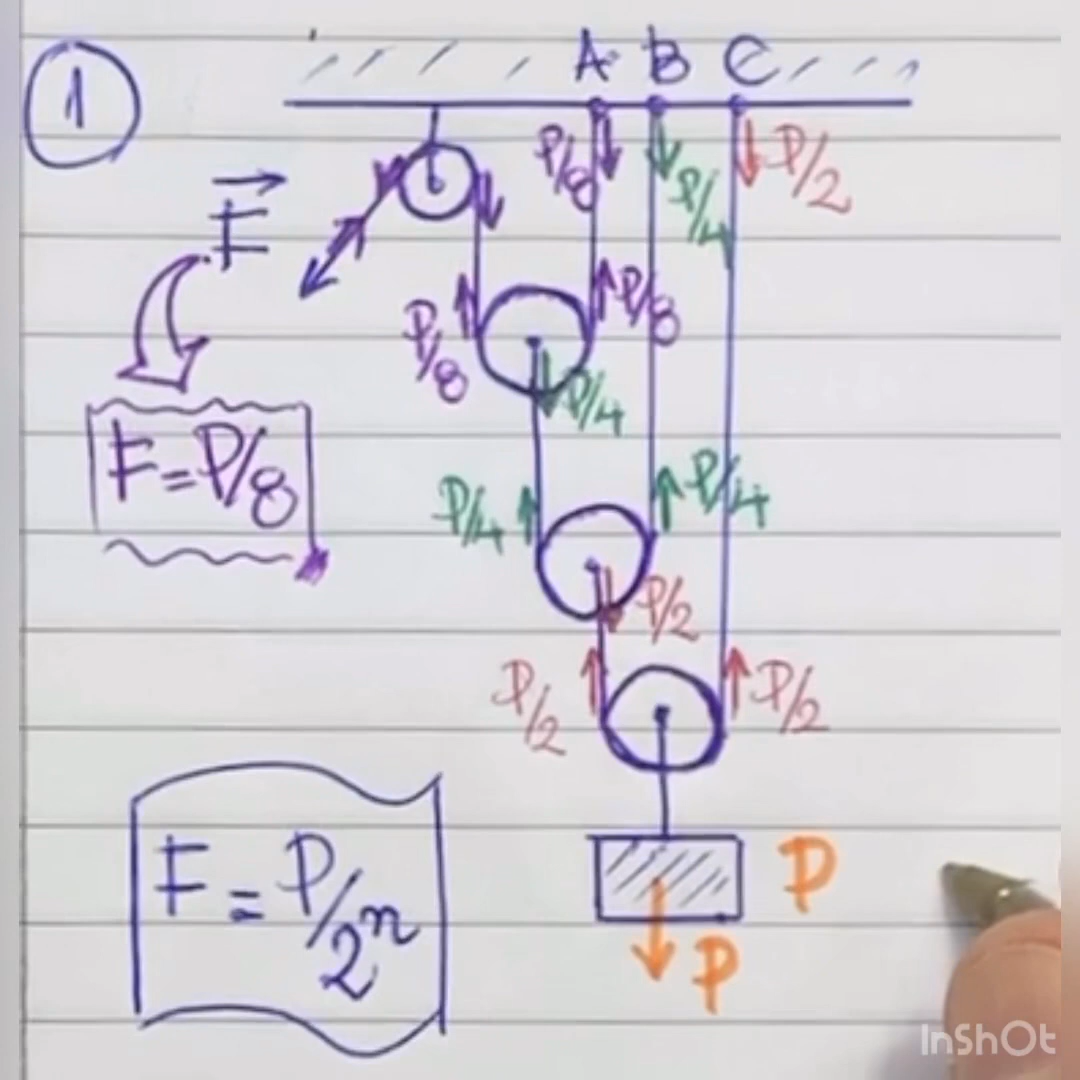 1
A B C
P/8 P/4 P/2
F
P/8 P/8
P/4
F=P/8
P/4 P/4
P/2
P/2 P/2
F=P/2ⁿ
P
P
InShOt